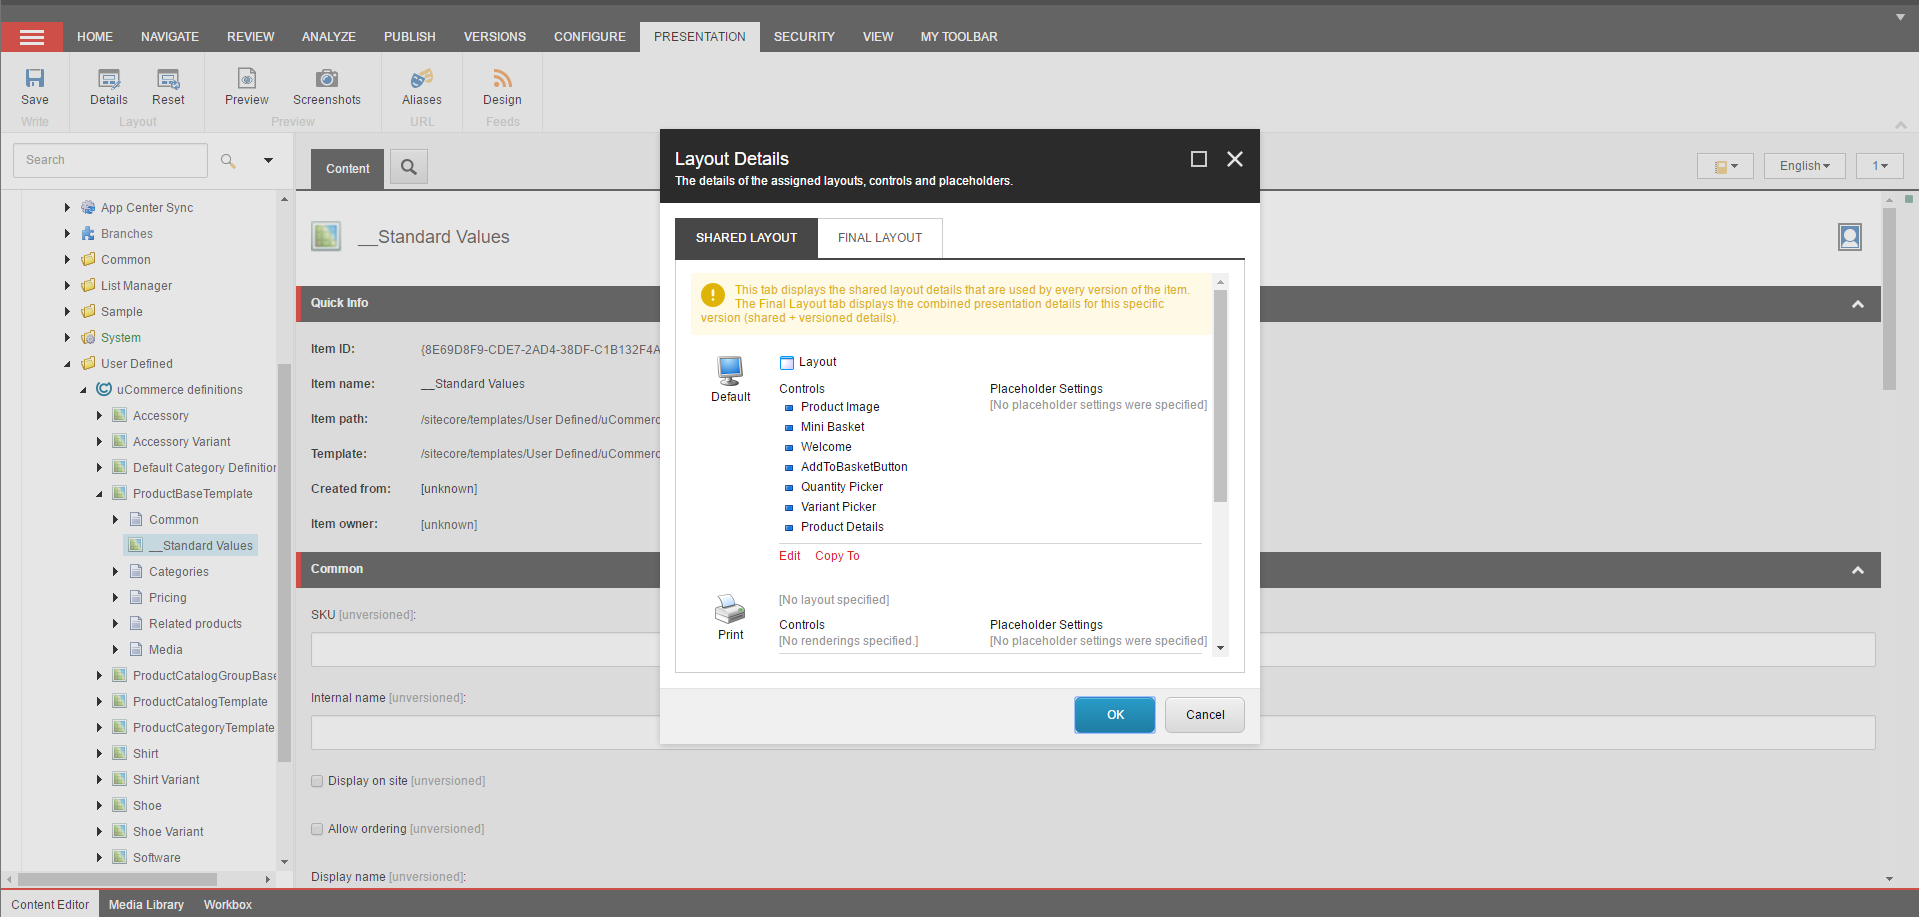 HOME NAVIGATE REVIEW ANALYZE PUBLISH VERSIONS CONFIGURE PRESENTATION SECURITY VIEW MY TOOLBAR
Save Details Reset Preview Screenshots Aliases Design
Write Layout Preview URL Feeds
Search
App Center Sync
Branches
Common
List Manager
Sample
System
User Defined
uCommerce definitions
Accessory
Accessory Variant
Default Category Definition
ProductBaseTemplate
Common
__Standard Values
Categories
Pricing
Related products
Media
ProductCatalogGroupBase
ProductCatalogTemplate
ProductCategoryTemplate
Shirt
Shirt Variant
Shoe
Shoe Variant
Software
Content
English
1
__Standard Values
Quick Info
Item ID: {8E69D8F9-CDE7-2AD4-38DF-C1B132F4A
Item name: __Standard Values
Item path: /sitecore/templates/User Defined/uCommerc
Template: /sitecore/templates/User Defined/uCommerc
Created from: [unknown]
Item owner: [unknown]
Common
SKU [unversioned]:
Internal name [unversioned]:
Display on site [unversioned]
Allow ordering [unversioned]
Display name [unversioned]:
Layout Details
The details of the assigned layouts, controls and placeholders.
SHARED LAYOUT FINAL LAYOUT
This tab displays the shared layout details that are used by every version of the item.
The Final Layout tab displays the combined presentation details for this specific
version (shared + versioned details).
Default
Layout
Controls
Product Image
Mini Basket
Welcome
AddToBasketButton
Quantity Picker
Variant Picker
Product Details
Placeholder Settings
[No placeholder settings were specified]
Edit Copy To
Print
[No layout specified]
Controls
[No renderings specified.]
Placeholder Settings
[No placeholder settings were specified]
OK Cancel
Content Editor Media Library Workbox